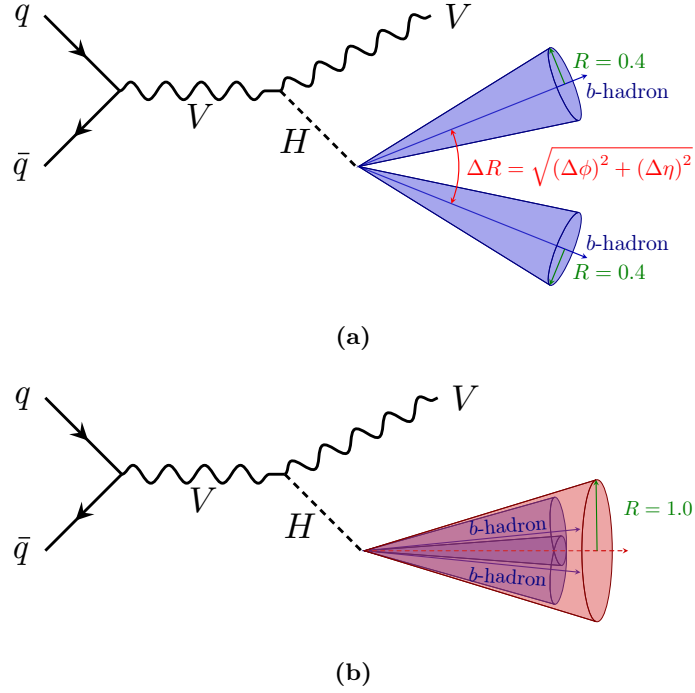 q
V
R = 0.4
b-hadron
V
H
q̄
ΔR = √(Δϕ)² + (Δη)²
b-hadron
R = 0.4
(a)
q
V
V
R = 1.0
b-hadron
H
q̄
b-hadron
(b)